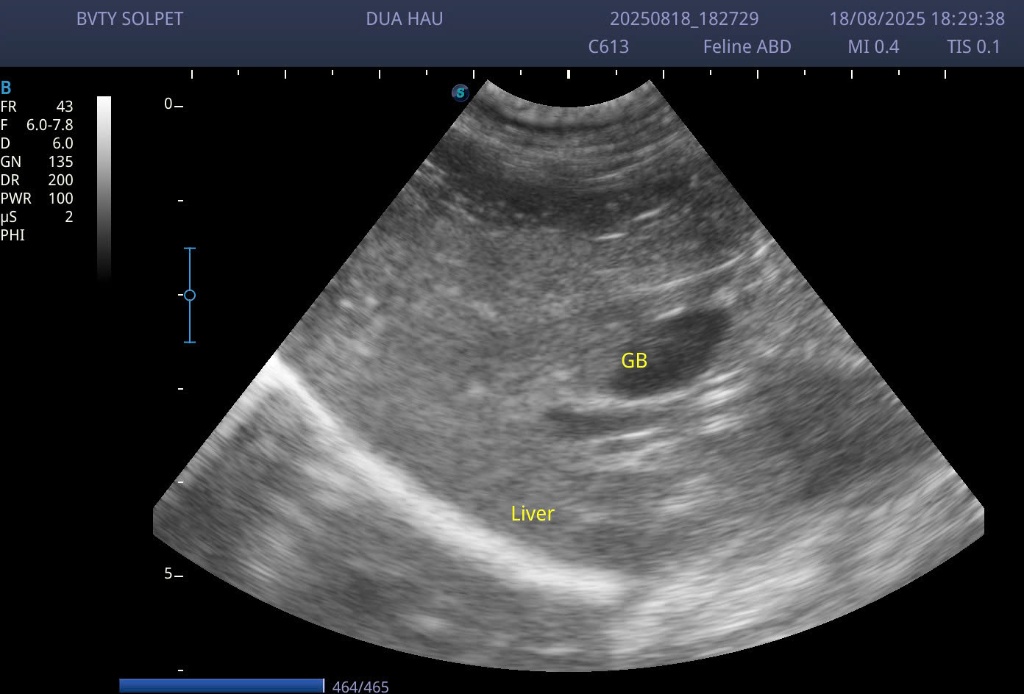 BVTY SOLPET DUA HAU 20250818_182729 18/08/2025 18:29:38
C613 Feline ABD MI 0.4 TIS 0.1
B
FR 43
F 6.0-7.8
D 6.0
GN 135
DR 200
PWR 100
µS 2
PHI
S
0
GB
Liver
5
464/465